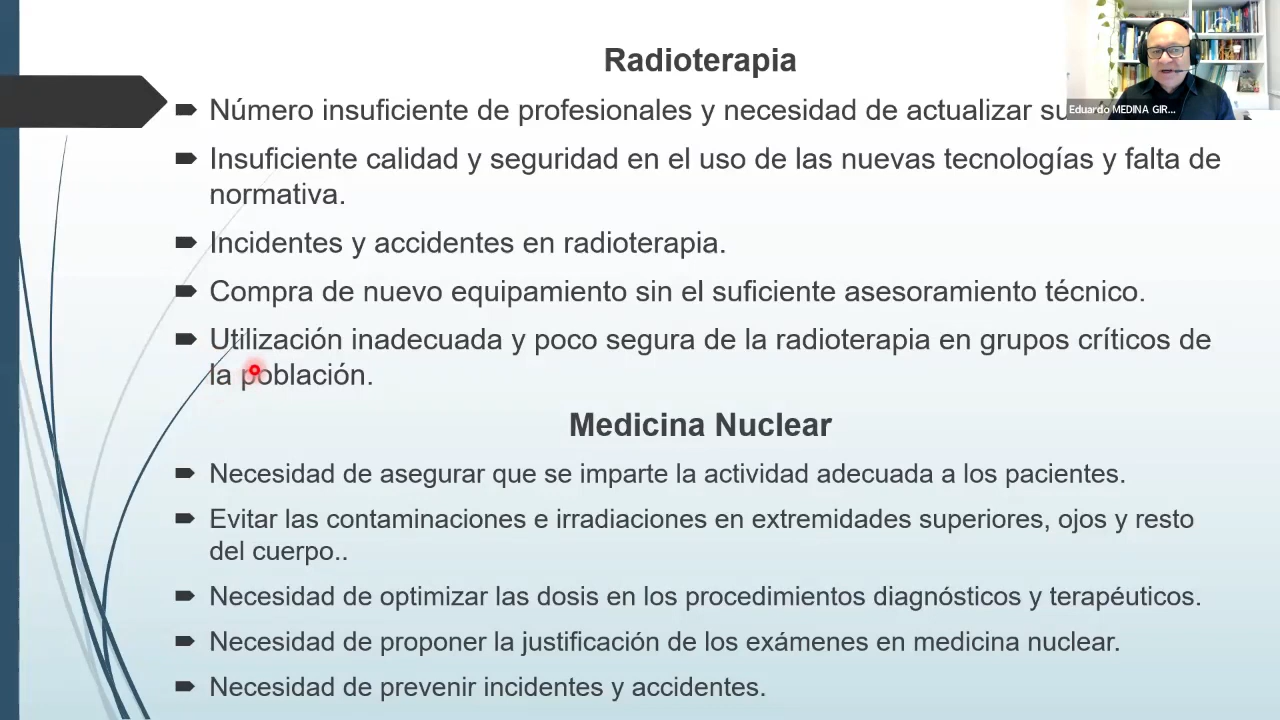 Radioterapia
Número insuficiente de profesionales y necesidad de actualizar
Insuficiente calidad y seguridad en el uso de las nuevas tecnologías y falta de
normativa.
Incidentes y accidentes en radioterapia.
Compra de nuevo equipamiento sin el suficiente asesoramiento técnico.
Utilización inadecuada y poco segura de la radioterapia en grupos críticos de
la población.
Medicina Nuclear
Necesidad de asegurar que se imparte la actividad adecuada a los pacientes.
Evitar las contaminaciones e irradiaciones en extremidades superiores, ojos y resto
del cuerpo..
Necesidad de optimizar las dosis en los procedimientos diagnósticos y terapéuticos.
Necesidad de proponer la justificación de los exámenes en medicina nuclear.
Necesidad de prevenir incidentes y accidentes.
Eduardo MEDINA GIR...